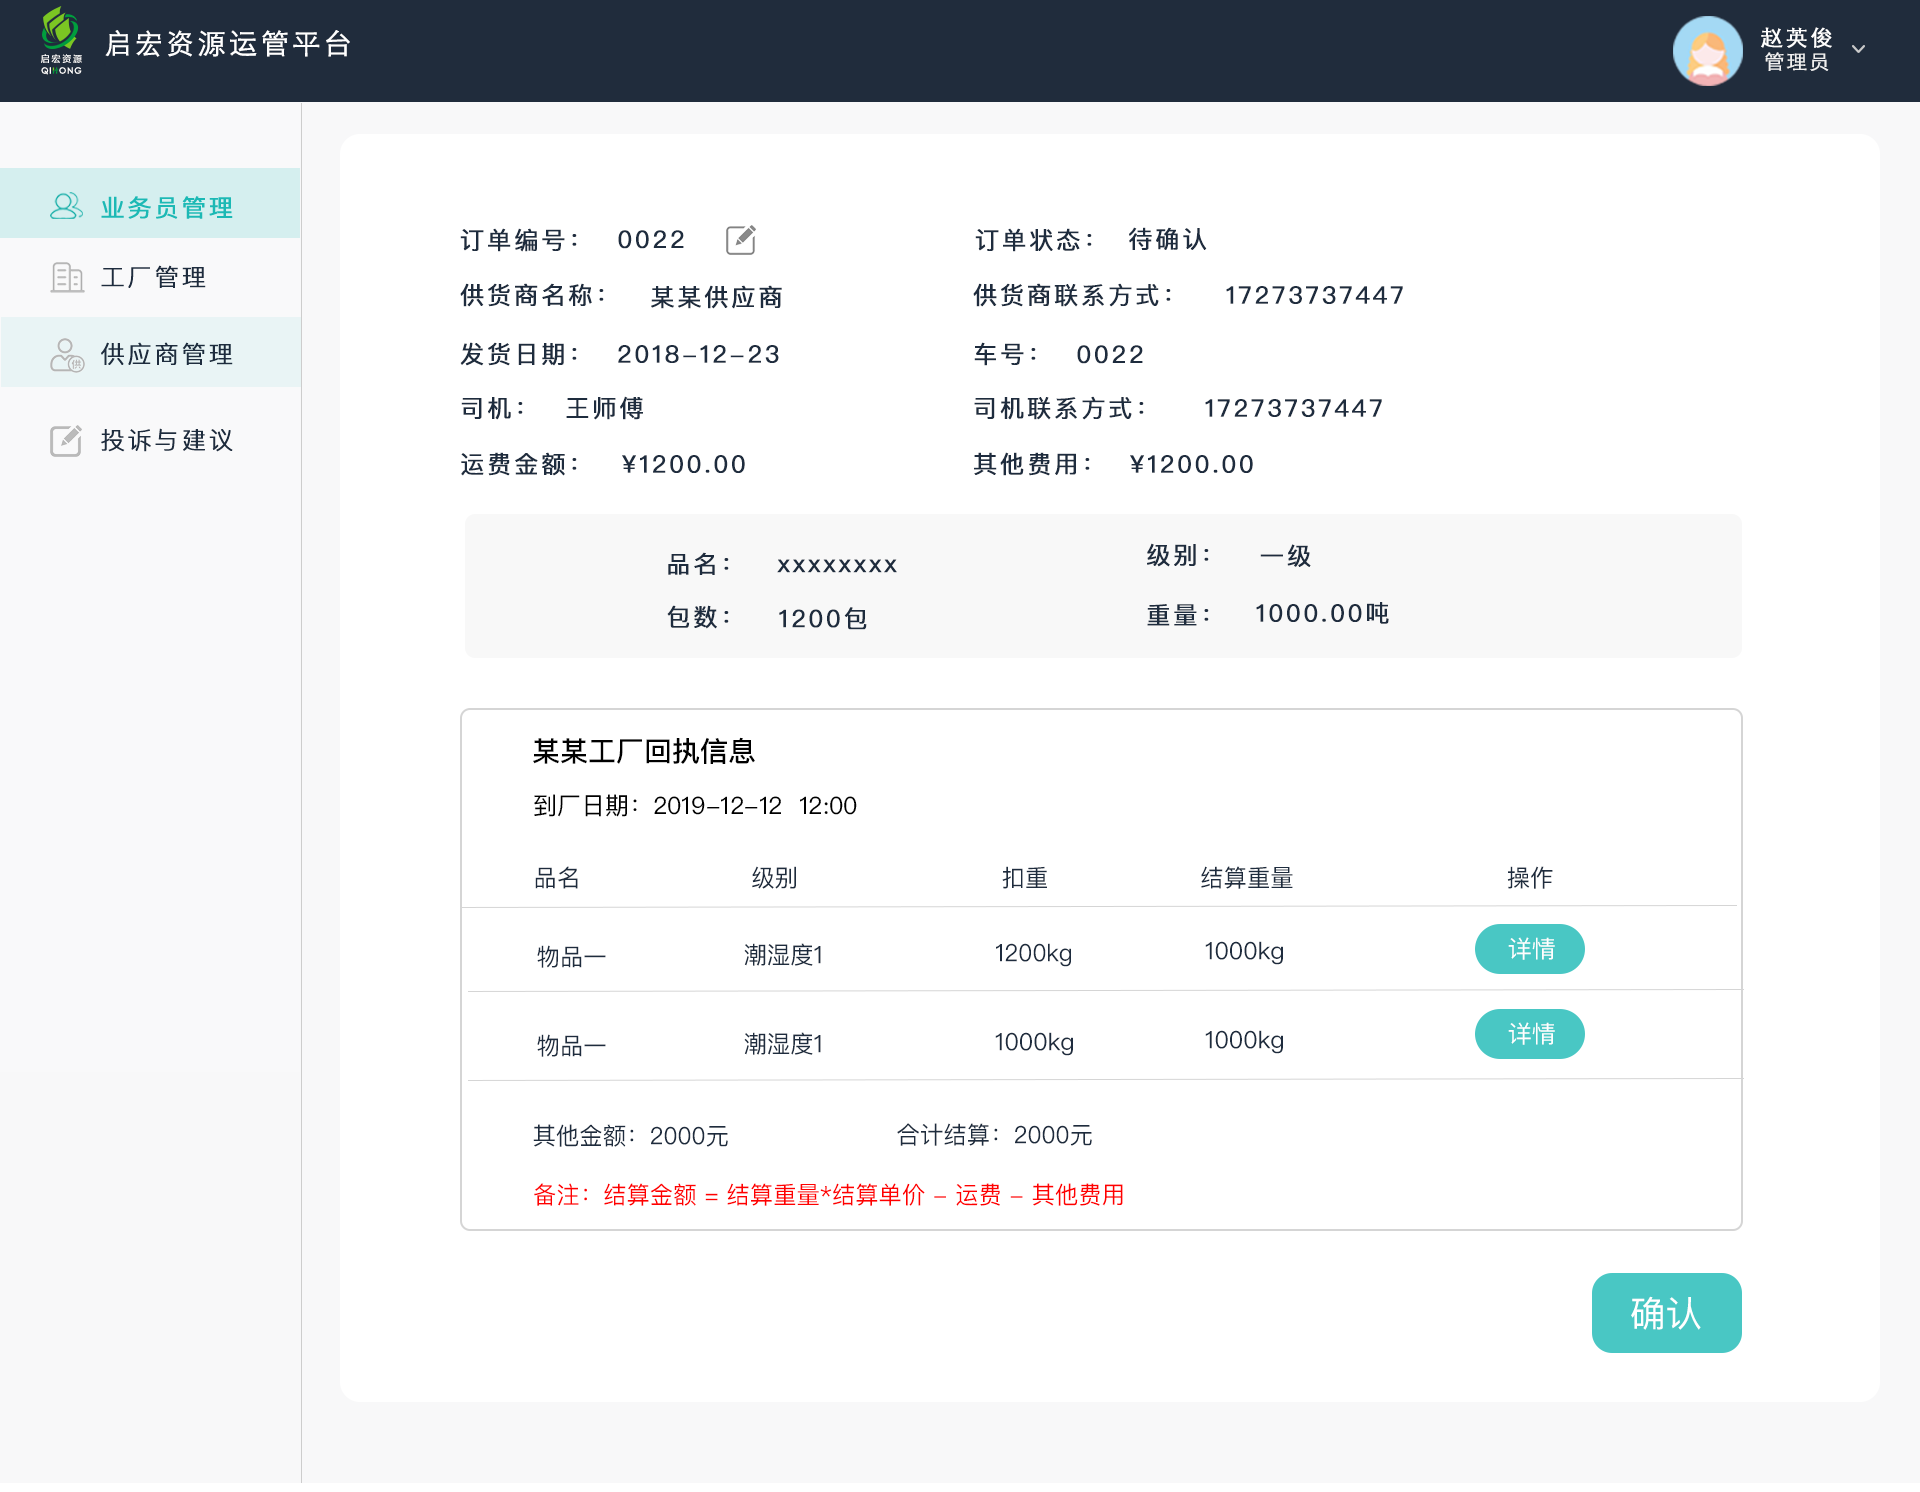 启宏资源
QIHONG
启宏资源运管平台
赵英俊
管理员
业务员管理
工厂管理
供应商管理
供
投诉与建议
订单编号： 0022
订单状态： 待确认
供货商名称： 某某供应商
供货商联系方式： 17273737447
发货日期： 2018-12-23
车号： 0022
司机： 王师傅
司机联系方式： 17273737447
运费金额： ¥1200.00
其他费用： ¥1200.00
品名： xxxxxxxx
级别： 一级
包数： 1200包
重量： 1000.00吨
某某工厂回执信息
到厂日期：2019-12-12 12:00
品名 级别 扣重 结算重量 操作
物品一 潮湿度1 1200kg 1000kg 详情
物品一 潮湿度1 1000kg 1000kg 详情
其他金额：2000元 合计结算：2000元
备注：结算金额 = 结算重量*结算单价 - 运费 - 其他费用
确认